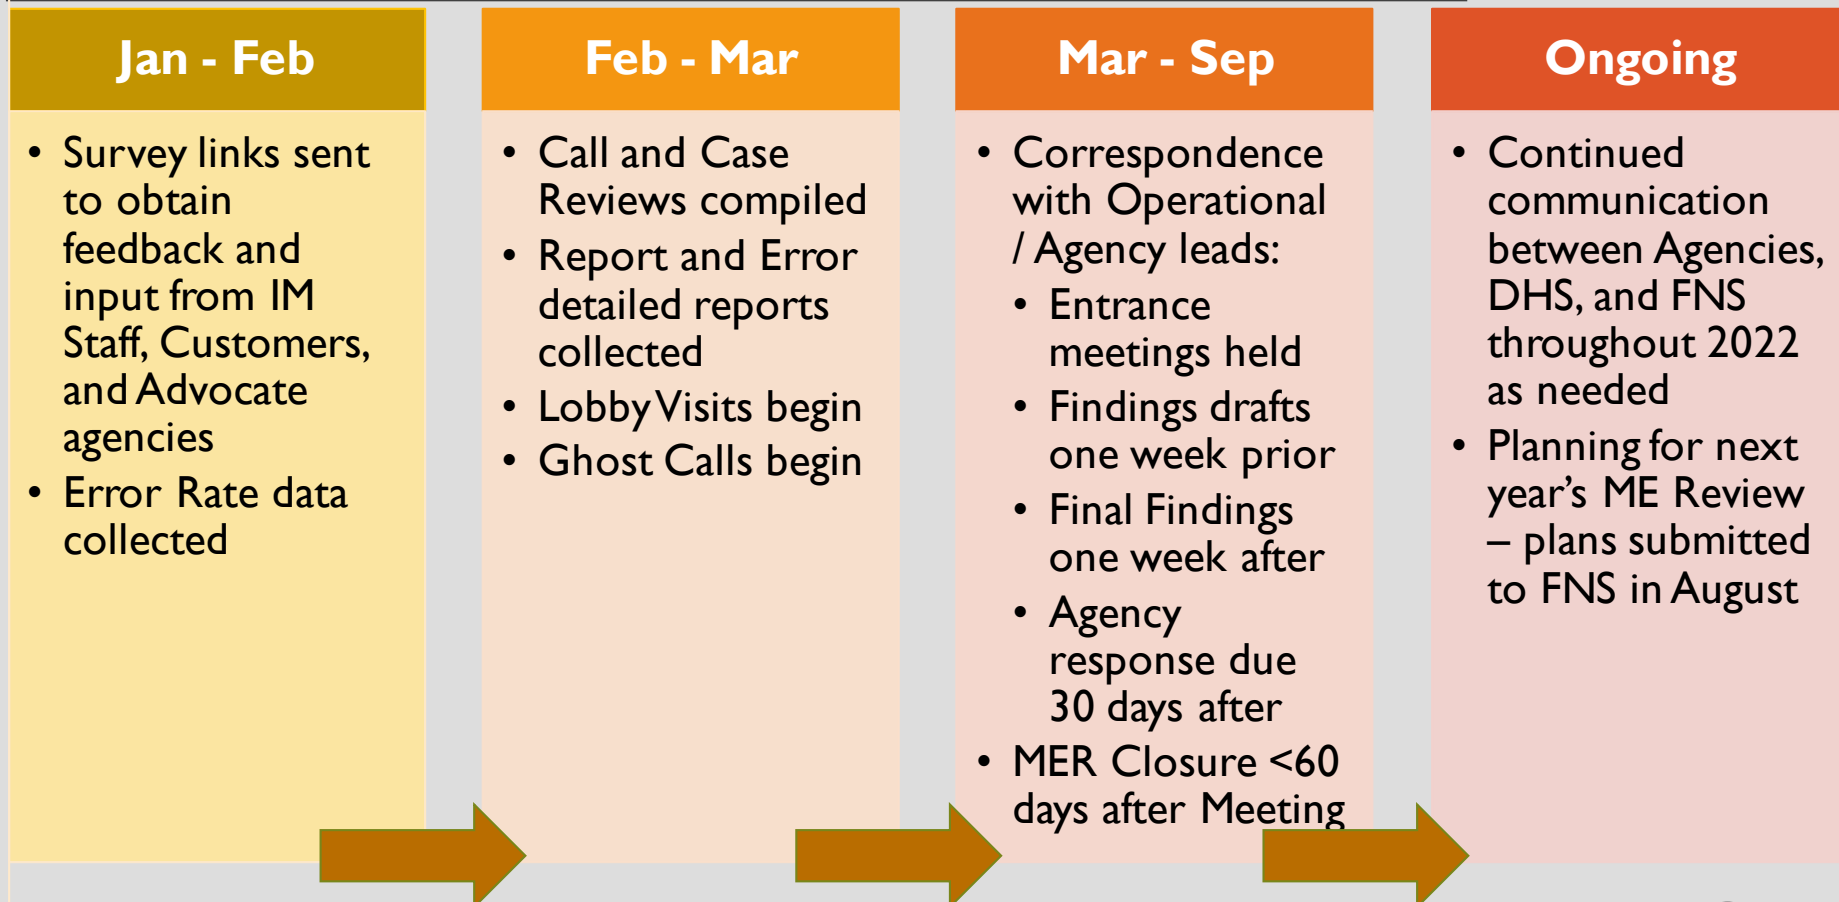 Jan - Feb
• Survey links sent
to obtain
feedback and
input from IM
Staff, Customers,
and Advocate
agencies
• Error Rate data
collected
Feb - Mar
• Call and Case
Reviews compiled
• Report and Error
detailed reports
collected
• Lobby Visits begin
• Ghost Calls begin
Mar - Sep
• Correspondence
with Operational
/ Agency leads:
• Entrance
meetings held
• Findings drafts
one week prior
• Final Findings
one week after
• Agency
response due
30 days after
• MER Closure <60
days after Meeting
Ongoing
• Continued
communication
between Agencies,
DHS, and FNS
throughout 2022
as needed
• Planning for next
year’s ME Review
– plans submitted
to FNS in August